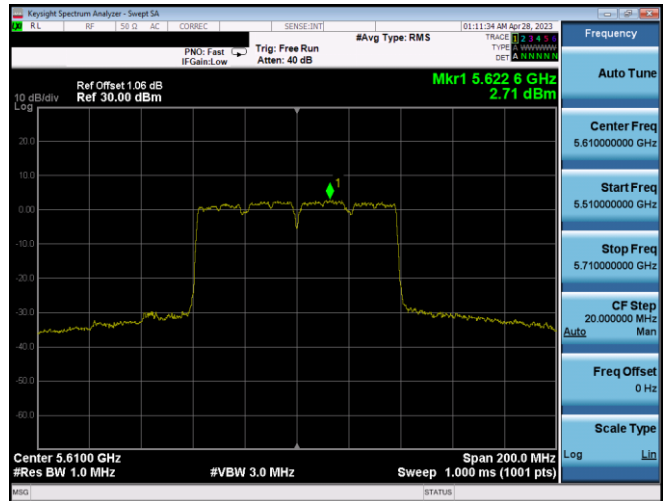 Keysight Spectrum Analyzer - Swept SA
RL RF 50 Ω AC CORREC SENSE:INT 01:11:34 AM Apr 28, 2023
#Avg Type: RMS
TRACE 1 2 3 4 5 6
TYPE A WWWWW
DET A N N N N N
PNO: Fast
IFGain:Low
Trig: Free Run
Atten: 40 dB
Mkr1 5.622 6 GHz
2.71 dBm
Ref Offset 1.06 dB
Ref 30.00 dBm
10 dB/div
Log
20.0
10.0
0.00
-10.0
-20.0
-30.0
-40.0
-50.0
-60.0
1
Center 5.6100 GHz
#Res BW 1.0 MHz
#VBW 3.0 MHz
Span 200.0 MHz
Sweep 1.000 ms (1001 pts)
MSG
STATUS
Frequency
Auto Tune
Center Freq
5.610000000 GHz
Start Freq
5.510000000 GHz
Stop Freq
5.710000000 GHz
CF Step
20.000000 MHz
Auto Man
Freq Offset
0 Hz
Scale Type
Log Lin